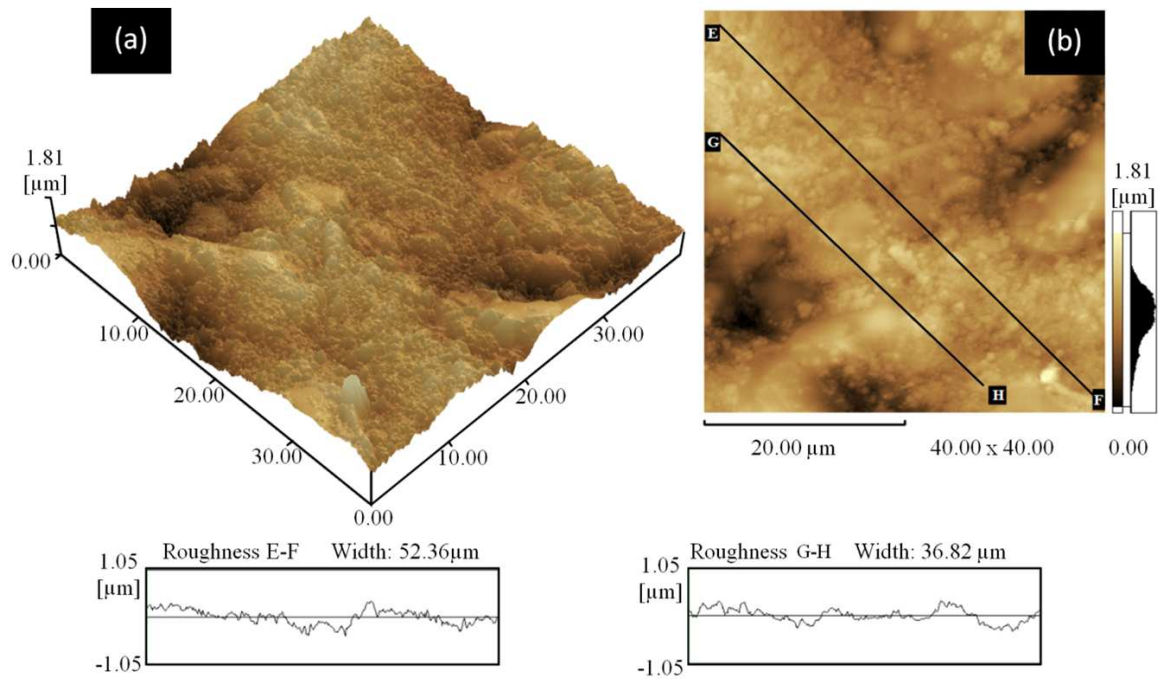 (a)
(b)
E
G
1.81
[µm]
1.81
[µm]
0.00
10.00
30.00
20.00
20.00
30.00
10.00
0.00
H
F
20.00 µm
40.00 x 40.00
0.00
Roughness E-F Width: 52.36µm
1.05
[µm]
-1.05
Roughness G-H Width: 36.82 µm
1.05
[µm]
-1.05